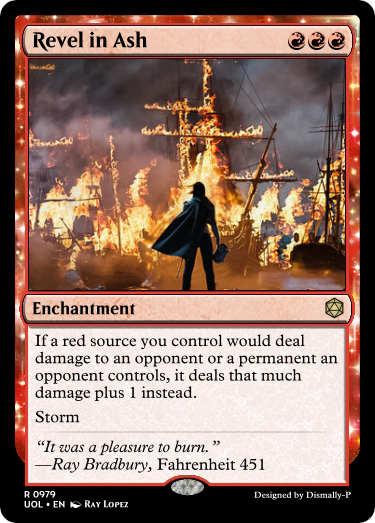 Revel in Ash
Enchantment
If a red source you control would deal
damage to an opponent or a permanent an
opponent controls, it deals that much
damage plus 1 instead.
Storm
“It was a pleasure to burn.”
—Ray Bradbury, Fahrenheit 451
R 0979
UOL • EN Ray Lopez
Designed by Dismally-P